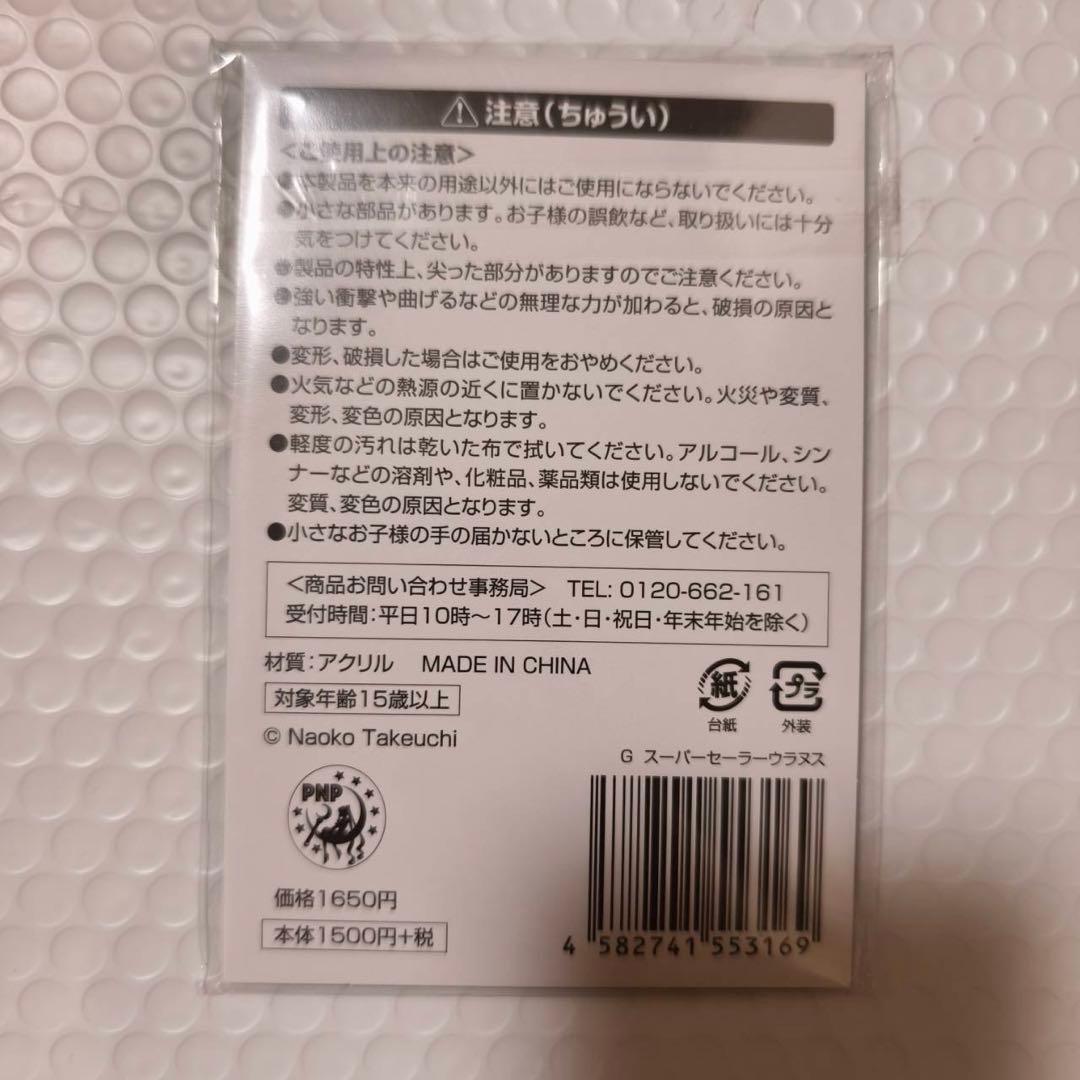 ⚠ 注意(ちゅうい)
<ご使用上の注意>
●本製品を本来の用途以外にはご使用にならないでください。
●小さな部品があります。お子様の誤飲など、取り扱いには十分
気をつけてください。
●製品の特性上、尖った部分がありますのでご注意ください。
●強い衝撃や曲げるなどの無理な力が加わると、破損の原因と
なります。
●変形、破損した場合はご使用をおやめください。
●火気などの熱源の近くに置かないでください。火災や変質、
変形、変色の原因となります。
●軽度の汚れは乾いた布で拭いてください。アルコール、シン
ナーなどの溶剤や、化粧品、薬品類は使用しないでください。
変質、変色の原因となります。
●小さなお子様の手の届かないところに保管してください。
<商品お問い合わせ事務局> TEL: 0120-662-161
受付時間:平日10時～17時(土・日・祝日・年末年始を除く)
材質:アクリル MADE IN CHINA
対象年齢15歳以上
© Naoko Takeuchi
紙
台紙
プラ
外装
G スーパーセーラーウラヌス
PNP
価格1650円
本体1500円+税
4 582741 553169